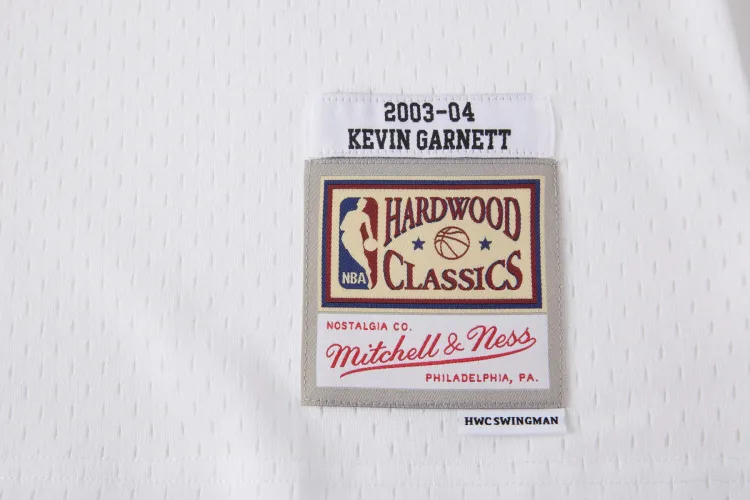 2003-04
KEVIN GARNETT
HARDWOOD
NBA
CLASSICS
NOSTALGIA CO.
Mitchell & Ness
PHILADELPHIA, PA.
HWC SWINGMAN